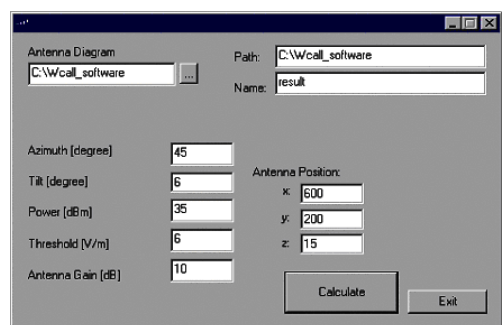 Antenna Diagram
C:\Wcall_software
...
Path: C:\Wcall_software
Name: result
Azimuth [degree] 45
Tilt [degree] 6
Power [dBm] 35
Threshold [V/m] 6
Antenna Gain [dB] 10
Antenna Position:
x: 600
y: 200
z: 15
Calculate
Exit